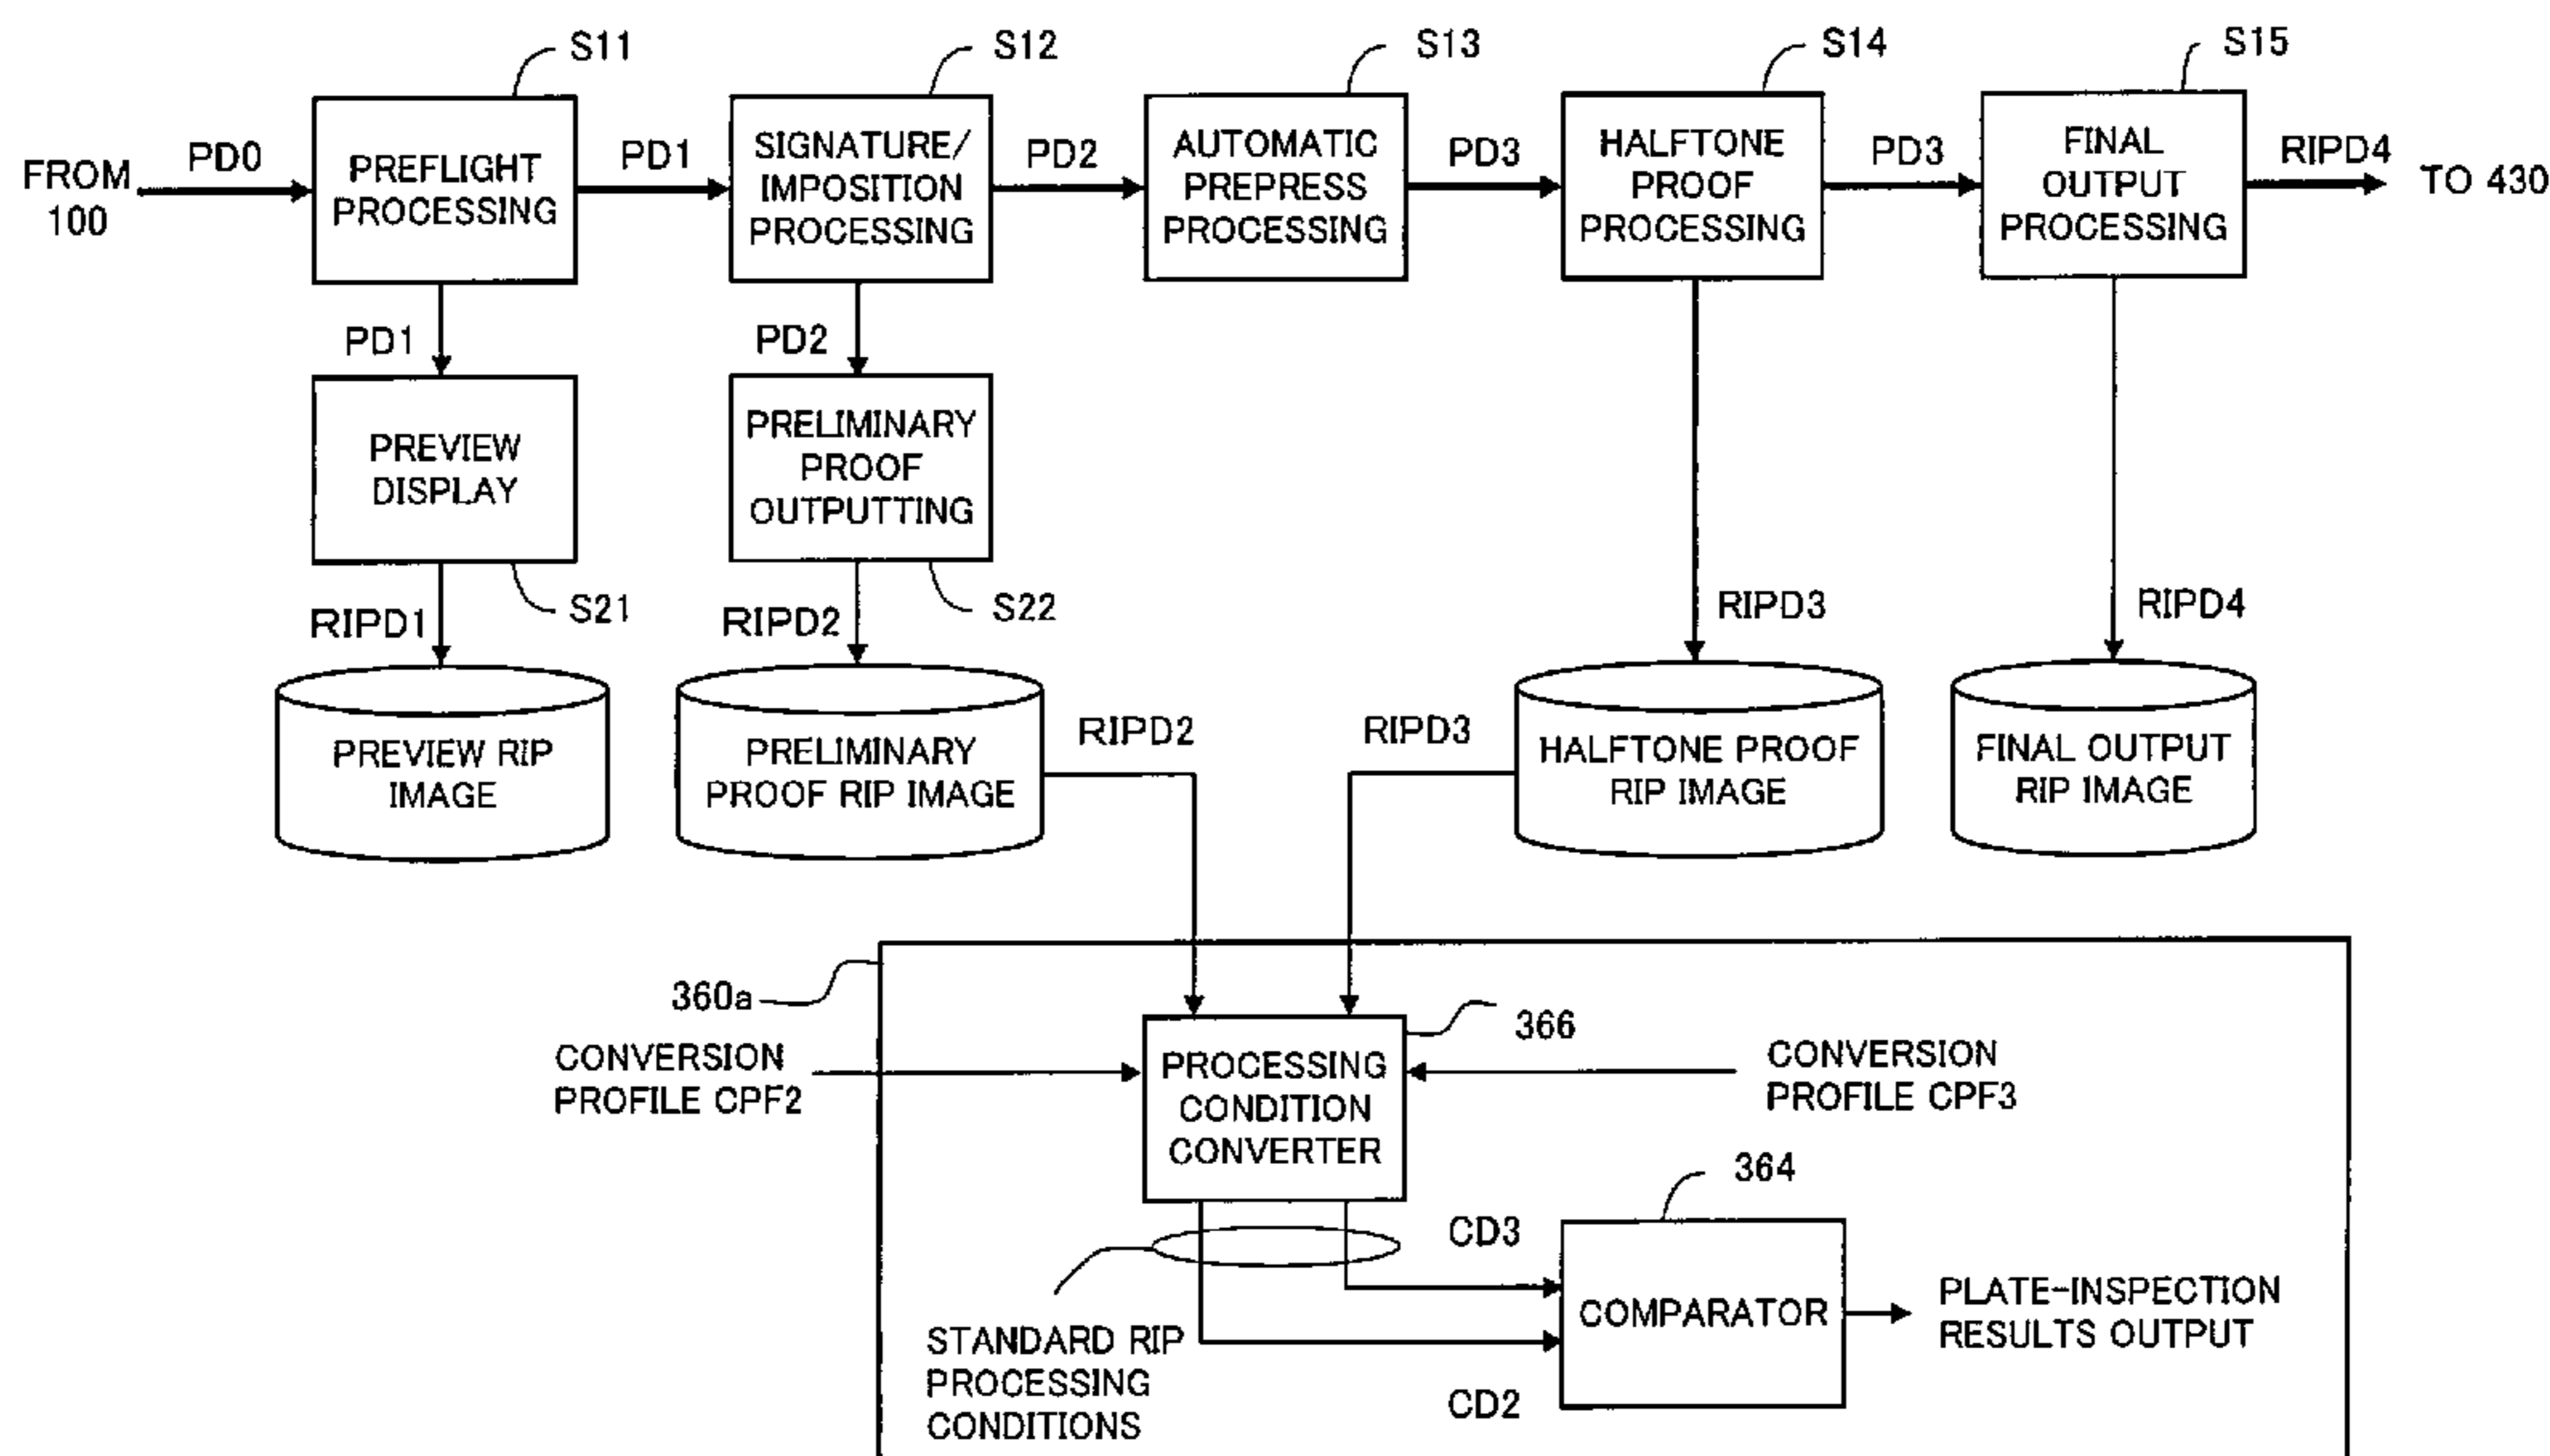 S11
S12
S13
S14
S15
FROM
100
PD0
PREFLIGHT
PROCESSING
PD1
SIGNATURE/
IMPOSITION
PROCESSING
PD2
AUTOMATIC
PREPRESS
PROCESSING
PD3
HALFTONE
PROOF
PROCESSING
PD3
FINAL
OUTPUT
PROCESSING
RIPD4
TO 430
PD1
PD2
PREVIEW
DISPLAY
PRELIMINARY
PROOF
OUTPUTTING
RIPD1
S21
RIPD2
S22
RIPD3
RIPD4
PREVIEW RIP
IMAGE
PRELIMINARY
PROOF RIP IMAGE
RIPD2
RIPD3
HALFTONE PROOF
RIP IMAGE
FINAL OUTPUT
RIP IMAGE
360a
366
CONVERSION
PROFILE CPF2
PROCESSING
CONDITION
CONVERTER
CONVERSION
PROFILE CPF3
364
CD3
STANDARD RIP
PROCESSING
CONDITIONS
CD2
COMPARATOR
PLATE-INSPECTION
RESULTS OUTPUT